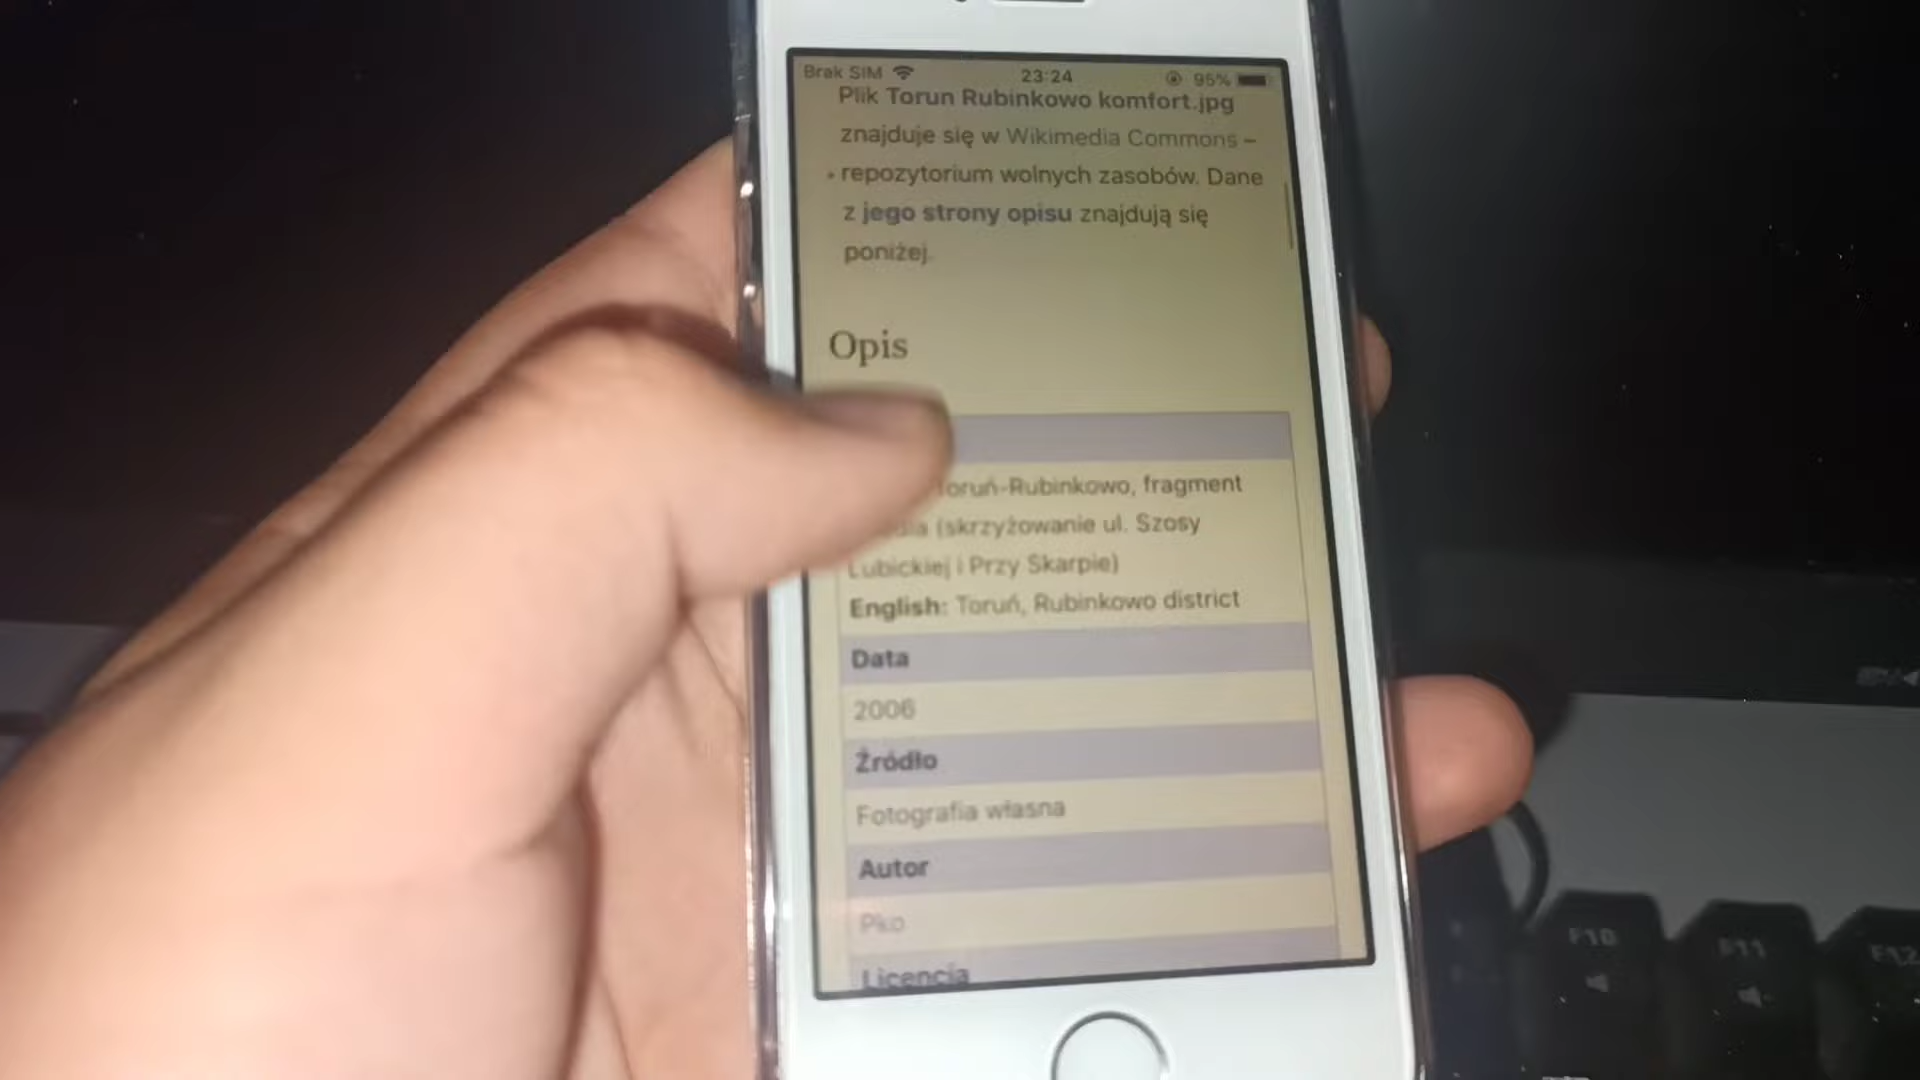 Brak SIM 23:24 95%
Plik Torun Rubinkowo komfort.jpg
znajduje się w Wikimedia Commons –
repozytorium wolnych zasobów. Dane
z jego strony opisu znajdują się
poniżej.
Opis
Toruń-Rubinkowo, fragment
(skrzyżowanie ul. Szosy
Lubickiej i Przy Skarpie)
English: Toruń, Rubinkowo district
Data
2006
Źródło
Fotografia własna
Autor
Pko
Licencja
F10 F11 F12